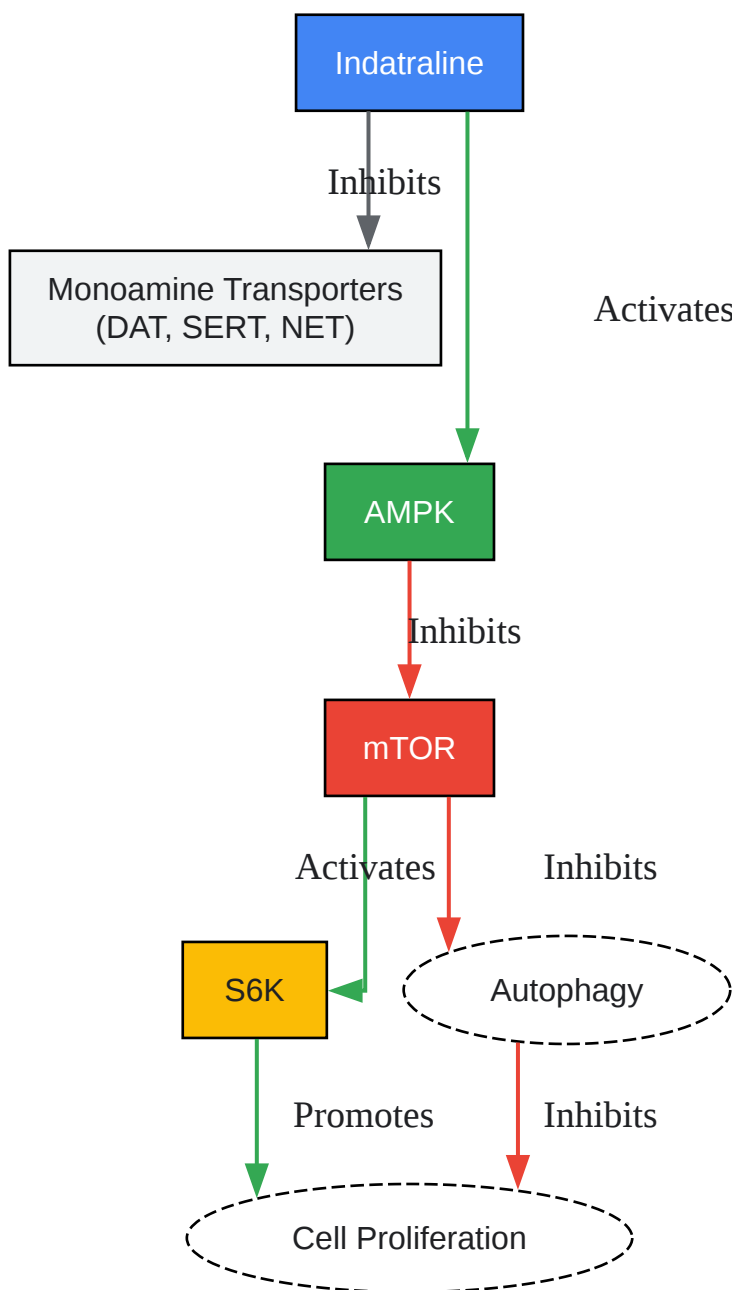 Indatraline
Inhibits
Monoamine Transporters
(DAT, SERT, NET)
Activates
AMPK
Inhibits
mTOR
Activates
Inhibits
S6K
Autophagy
Promotes
Inhibits
Cell Proliferation